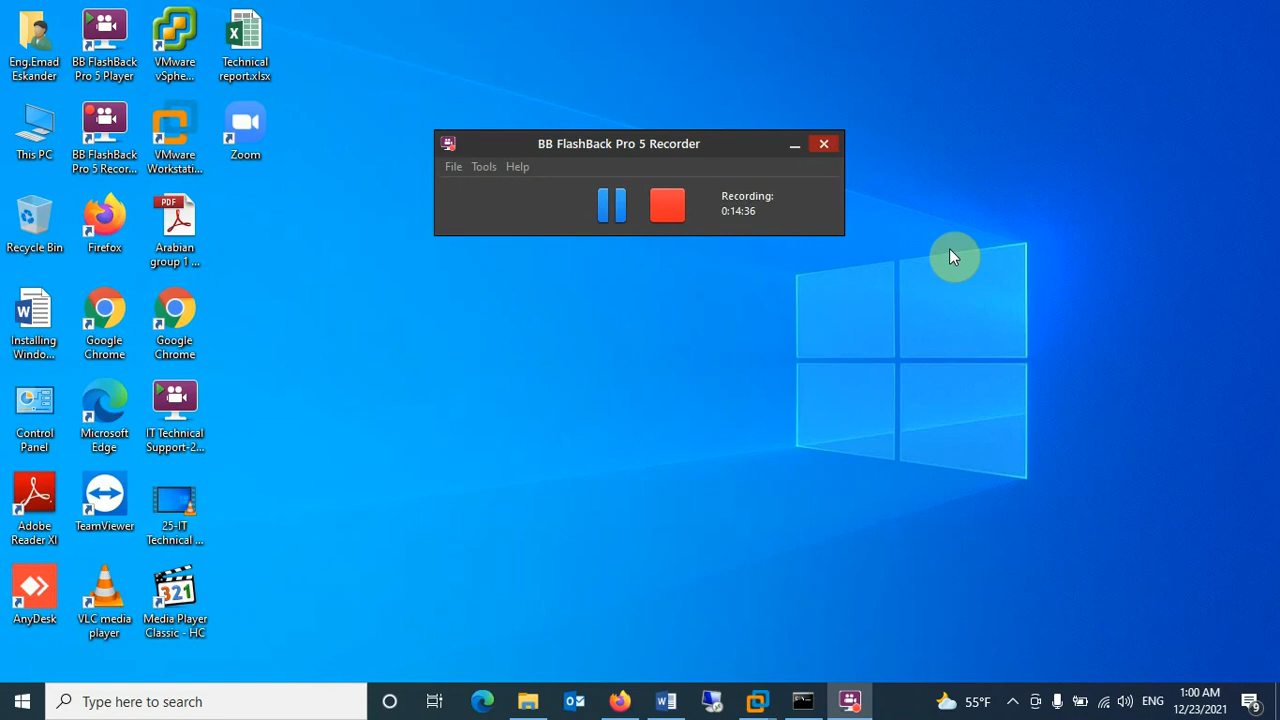 Eng.Emad
Eskander
BB FlashBack
Pro 5 Player
VMware
vSphe...
Technical
report.xlsx
This PC
BB FlashBack
Pro 5 Recor...
VMware
Workstati...
Zoom
Recycle Bin
Firefox
PDF
Arabian
group 1 ...
Installing
Windo...
Google
Chrome
Google
Chrome
Control
Panel
Microsoft
Edge
IT Technical
Support-2...
Adobe
Reader XI
TeamViewer
25-IT
Technical ...
AnyDesk
VLC media
player
321
Media Player
Classic - HC
BB FlashBack Pro 5 Recorder
File Tools Help
Recording:
0:14:36
Type here to search
55°F
ENG
1:00 AM
12/23/2021
9